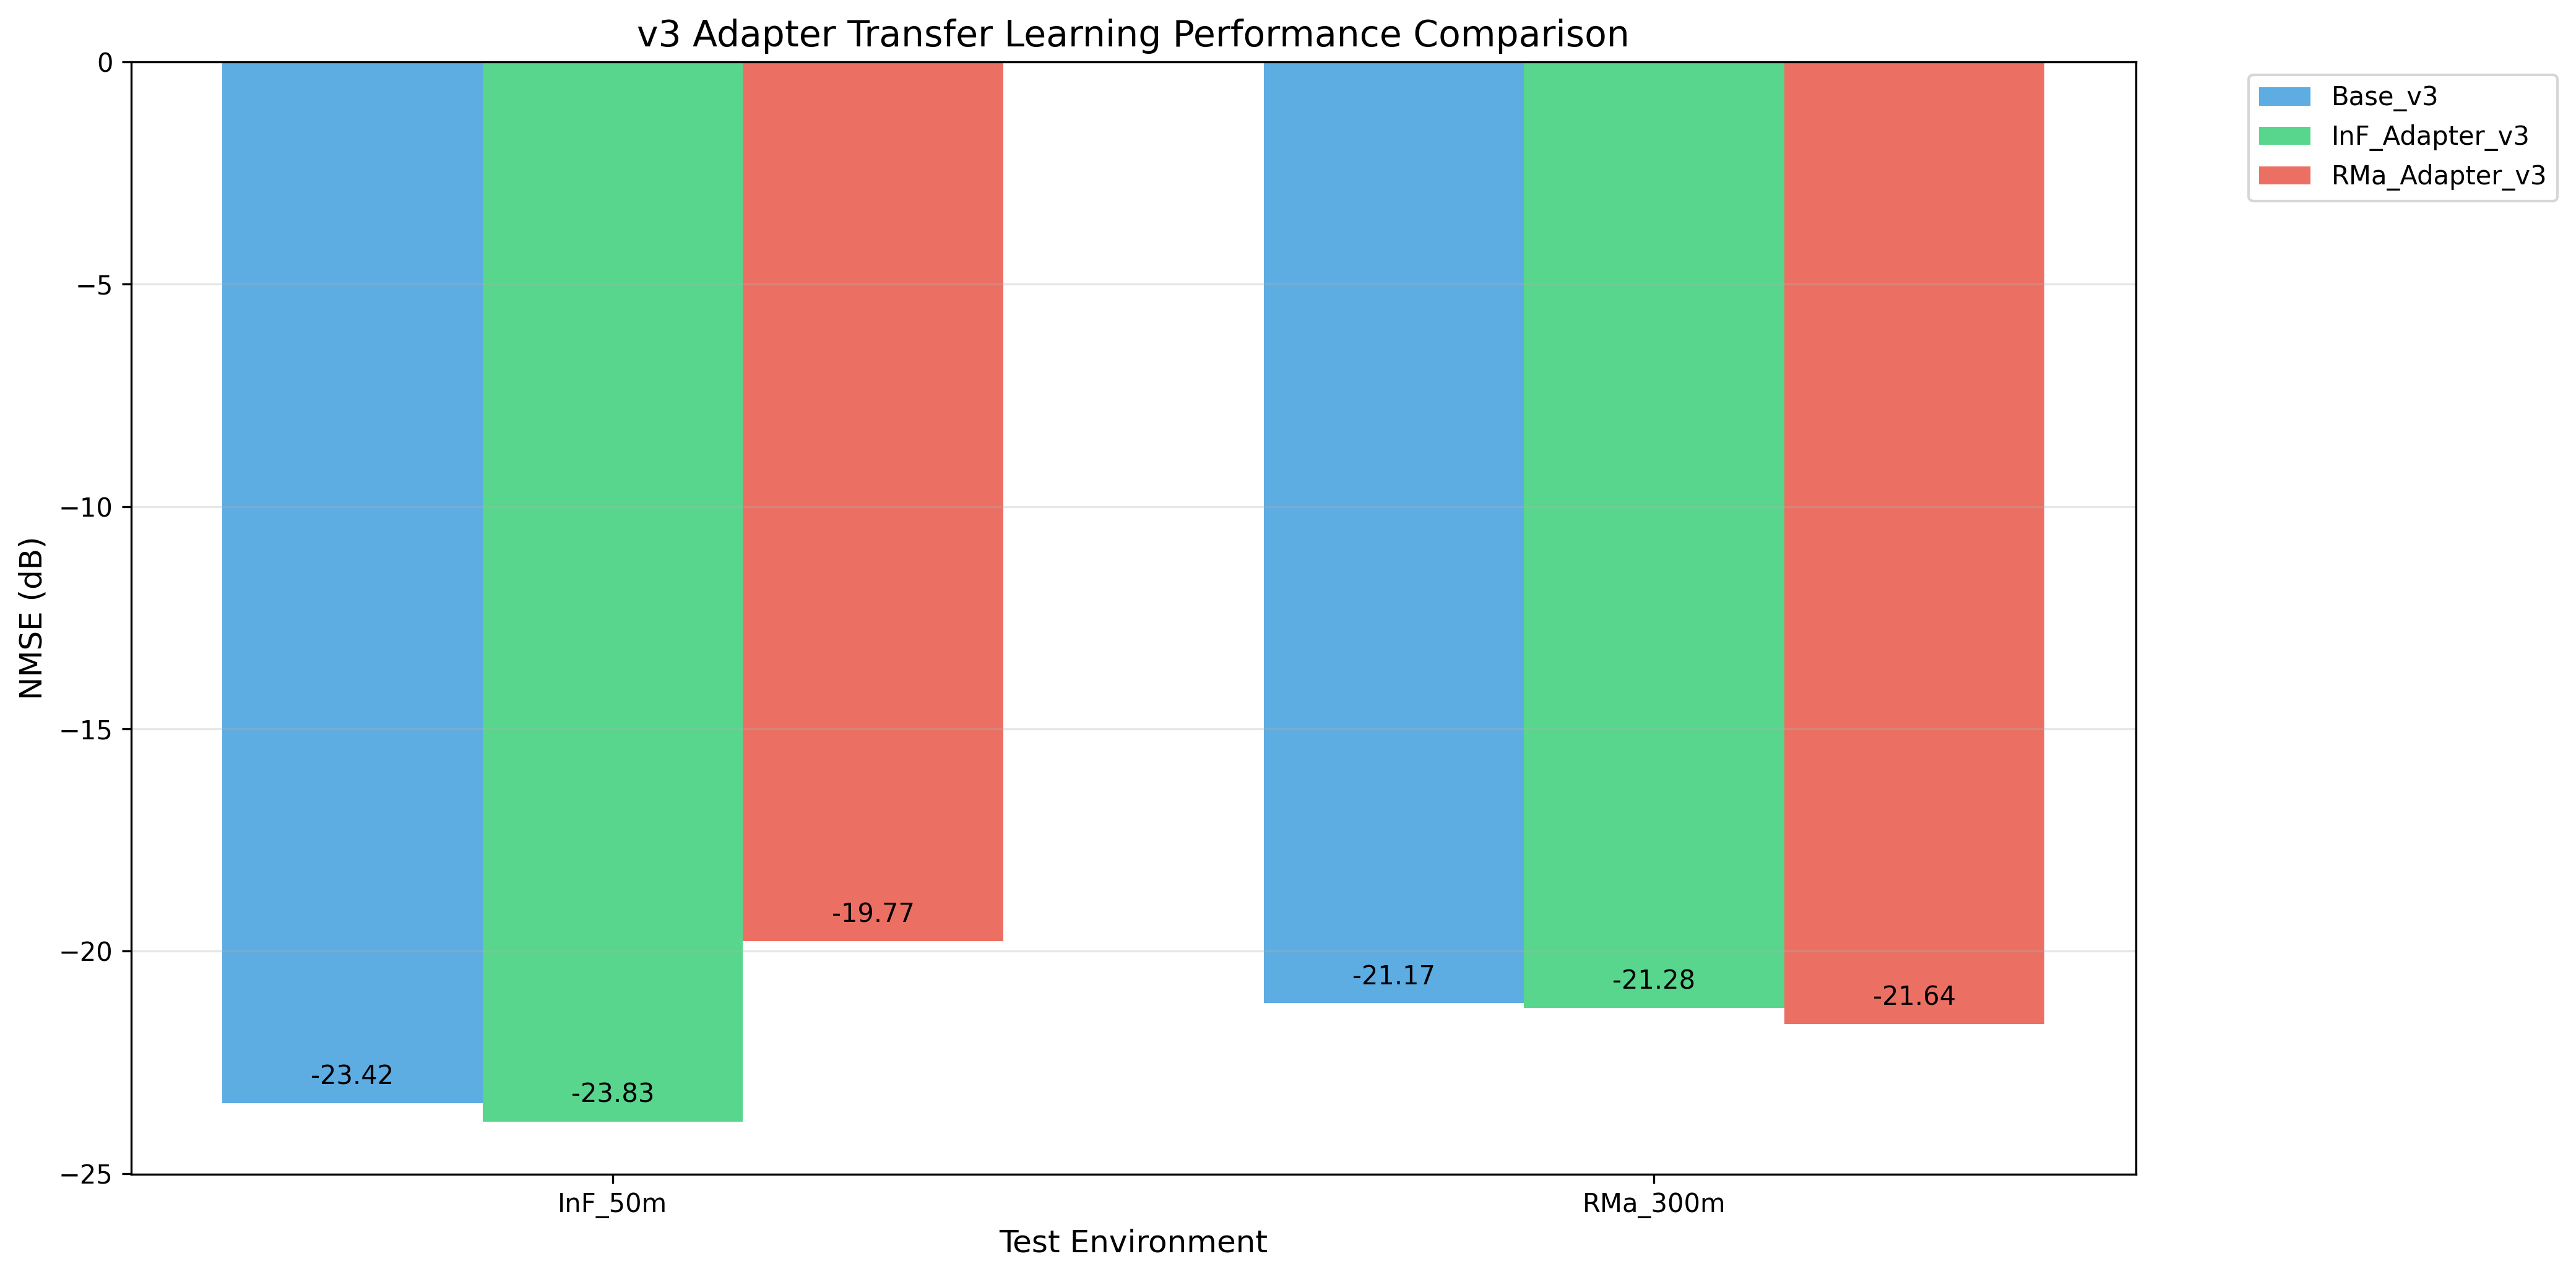 v3 Adapter Transfer Learning Performance Comparison
Base_v3
InF_Adapter_v3
RMa_Adapter_v3
NMSE (dB)
0
−5
−10
−15
−20
−25
-23.42
-23.83
-19.77
-21.17
-21.28
-21.64
InF_50m
RMa_300m
Test Environment